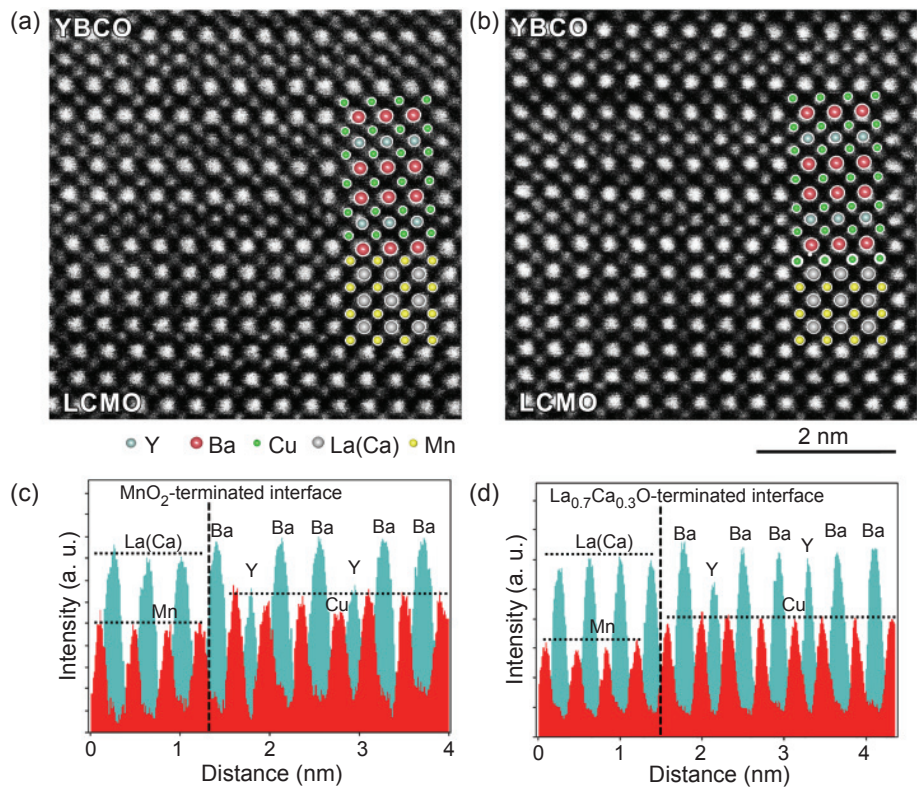 (a)
YBCO
LCMO
(b)
YBCO
LCMO
Y Ba Cu La(Ca) Mn
2 nm
(c)
MnO2-terminated interface
La(Ca)
Mn
Ba Ba Ba Ba Ba
Y Y
Cu
Intensity (a. u.)
0 1 2 3 4
Distance (nm)
(d)
La0.7Ca0.3O-terminated interface
La(Ca)
Mn
Ba Ba Ba Ba Ba
Y Y
Cu
Intensity (a. u.)
0 1 2 3 4
Distance (nm)